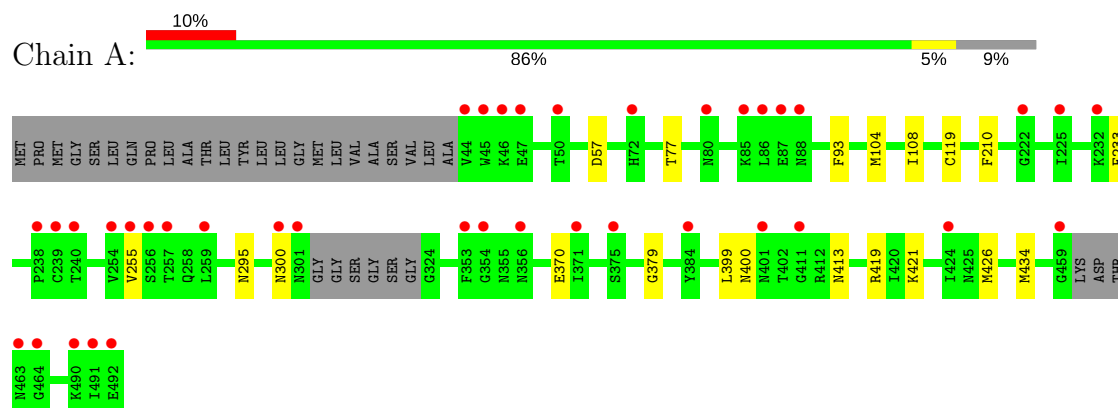 Chain A:
10%
86% 5% 9%
MET PRO MET GLY SER LEU GLN PRO LEU ALA THR LEU TYR LEU LEU GLY MET LEU VAL ALA SER VAL LEU ALA V44 W45 K46 E47 T50 D57 H72 T77 N80 K85 L86 E87 N88 F93 M104 I108 C119 F210 G222 I225 K232 F233
P238 C239 T240 V254 V255 S256 T257 Q258 L259 N295 N300 N301 GLY GLY SER GLY SER GLY G324 F353 G354 N355 N356 E370 I371 S375 G379 Y384 L399 N400 N401 T402 G411 R412 N413 R419 I420 K421 I424 N425 M426 M434 G459 LYS ASP THR
N463 G464 K490 I491 E492